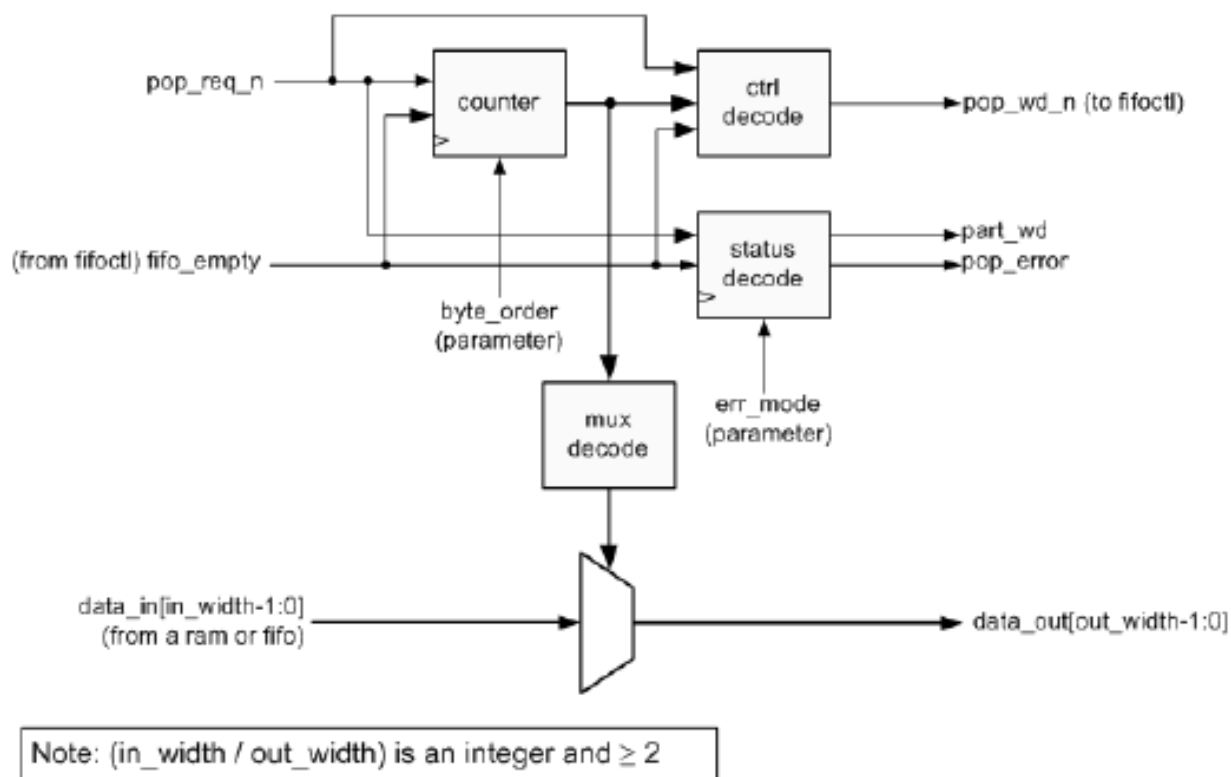 pop_req_n
counter
ctrl
decode
pop_wd_n (to fifoctl)
(from fifoctl) fifo_empty
status
decode
part_wd
pop_error
byte_order
(parameter)
err_mode
(parameter)
mux
decode
data_in[in_width-1:0]
(from a ram or fifo)
data_out[out_width-1:0]
Note: (in_width / out_width) is an integer and ≥ 2